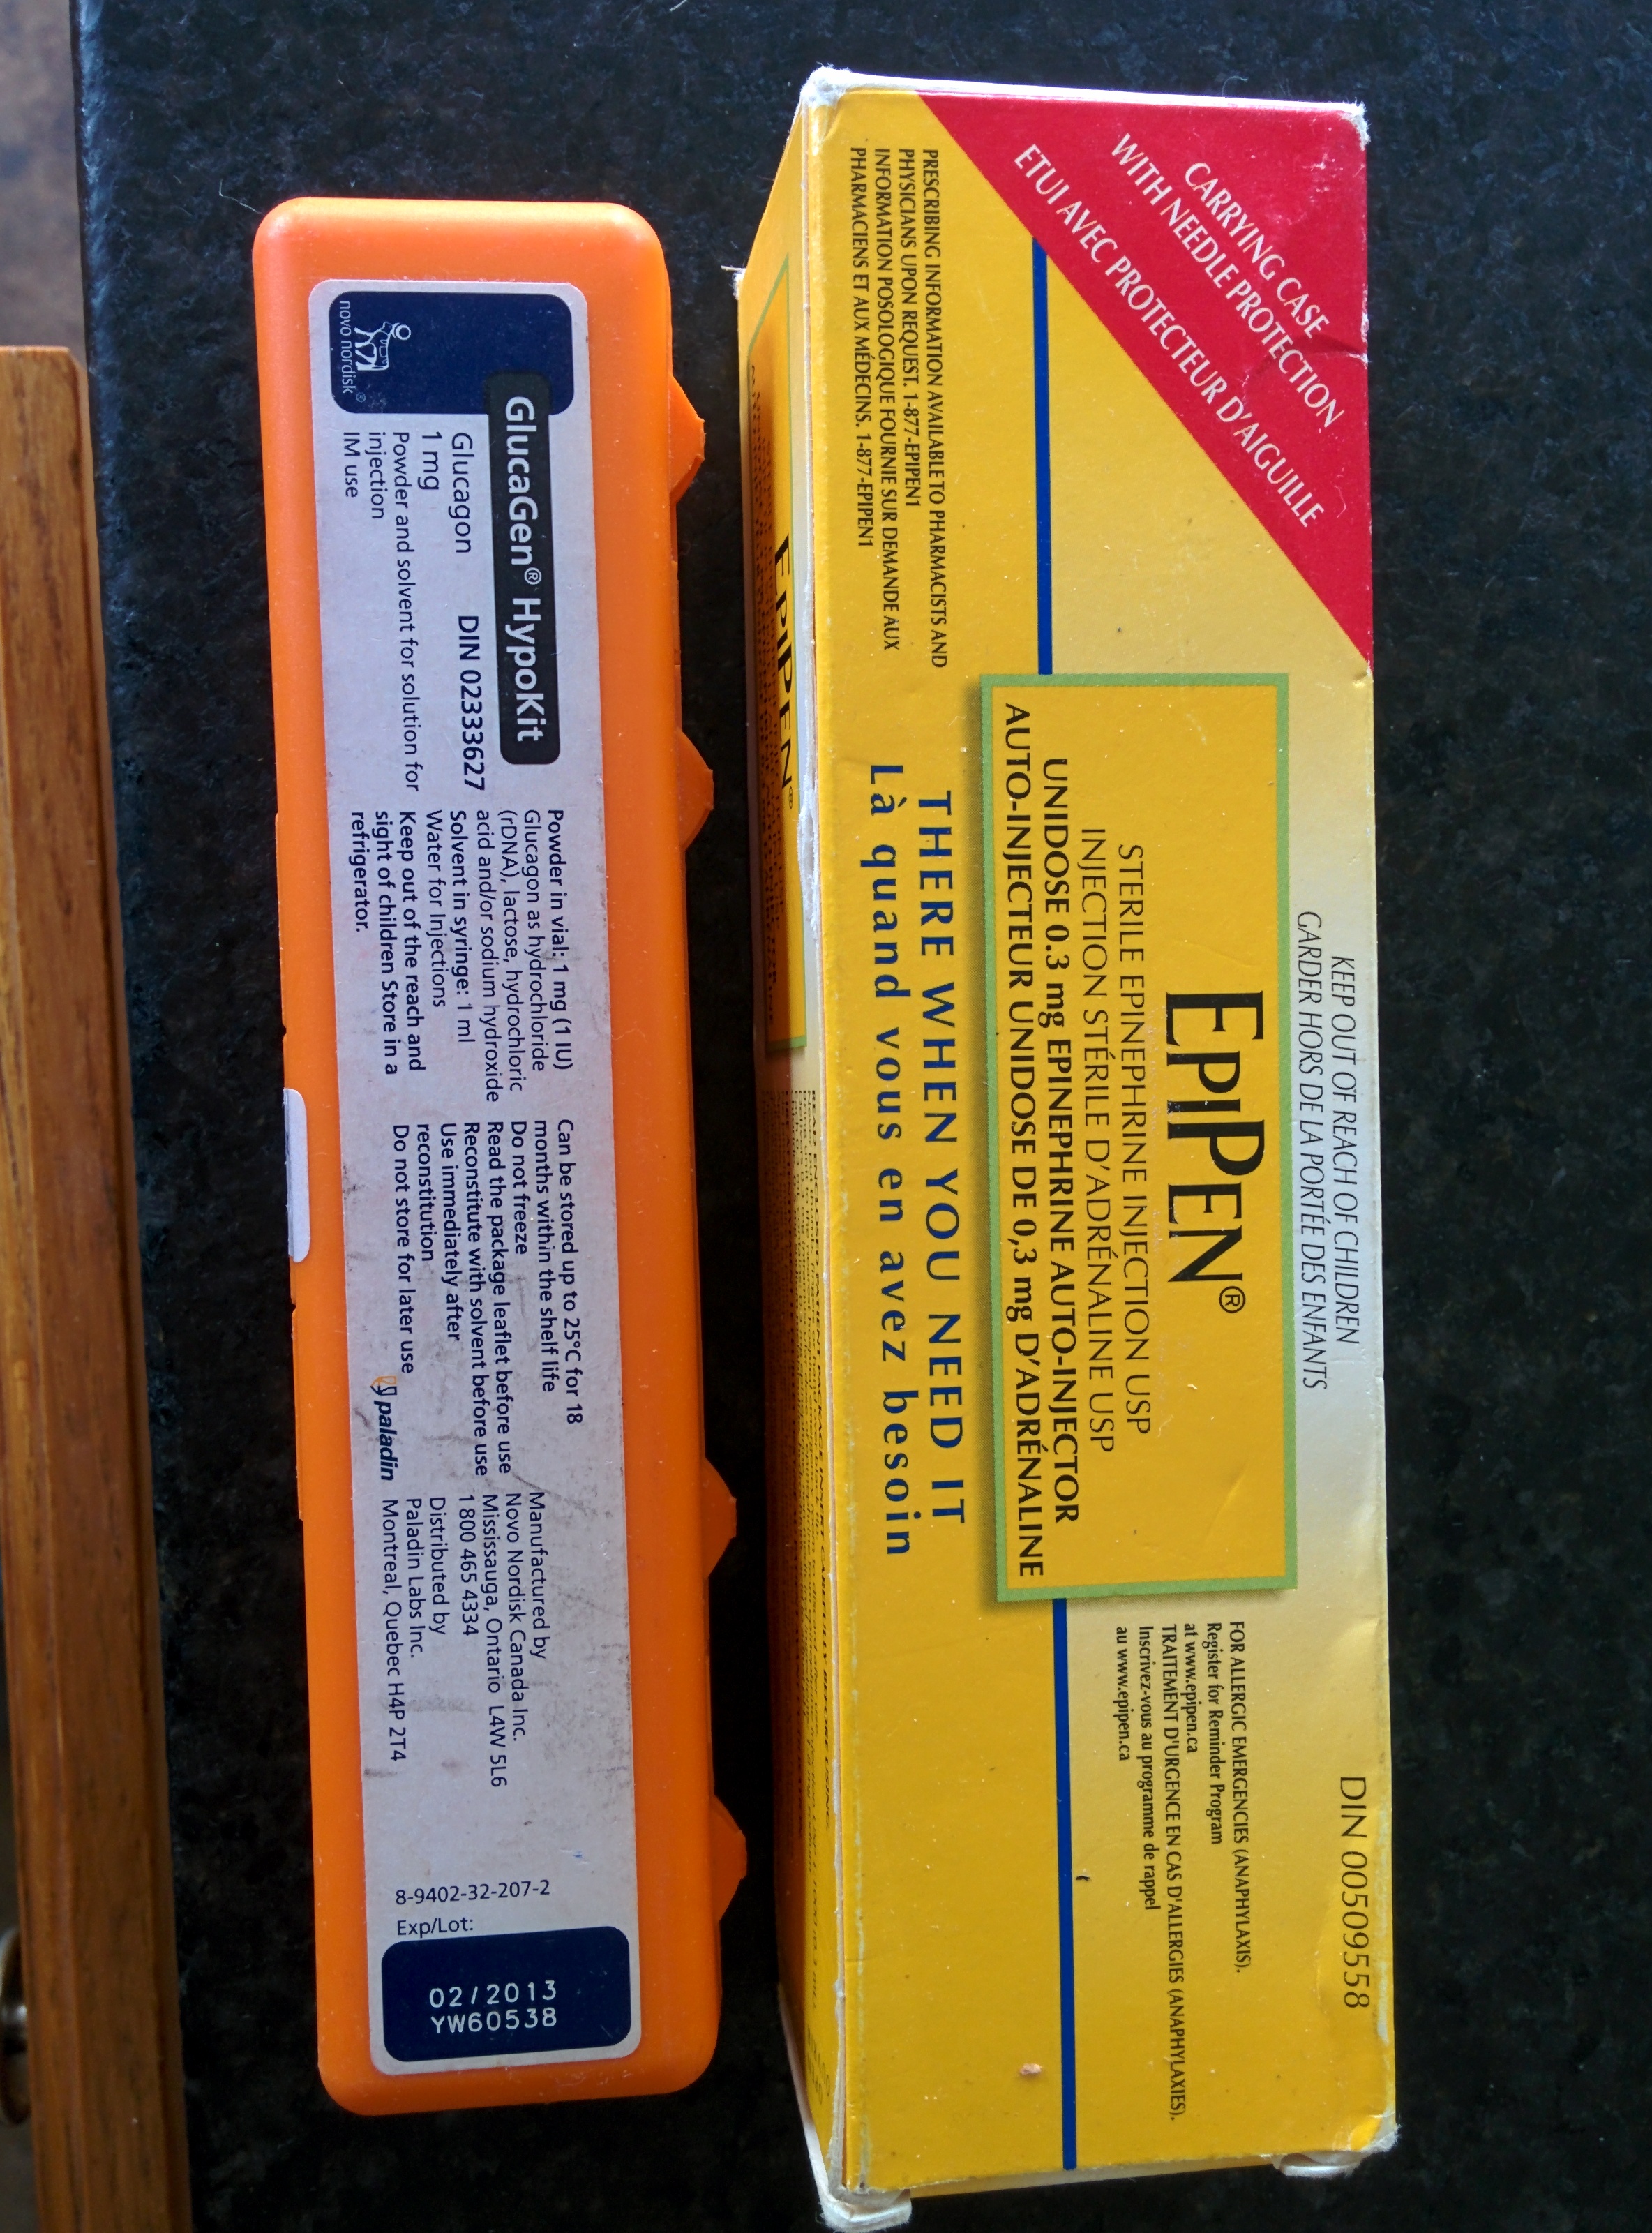 novo nordisk®
GlucaGen® HypoKit
Glucagon DIN 02333627
1 mg
Powder and solvent for solution for
injection
IM use
Powder in vial: 1 mg (1 IU)
Glucagon as hydrochloride
(rDNA), lactose, hydrochloric
acid and/or sodium hydroxide
Solvent in syringe: 1 ml
Water for Injections
Keep out of the reach and
sight of children Store in a
refrigerator.
Can be stored up to 25°C for 18
months within the shelf life
Do not freeze
Read the package leaflet before use
Reconstitute with solvent before use
Use immediately after
reconstitution
Do not store for later use
paladin
Manufactured by
Novo Nordisk Canada Inc.
Mississauga, Ontario L4W 5L6
1 800 465 4334
Distributed by
Paladin Labs Inc.
Montreal, Quebec H4P 2T4
8-9402-32-207-2
Exp/Lot:
02/2013
YW60538
CARRYING CASE
WITH NEEDLE PROTECTION
ETUI AVEC PROTECTEUR D'AIGUILLE
KEEP OUT OF REACH OF CHILDREN
GARDER HORS DE LA PORTÉE DES ENFANTS
DIN 00509558
EPIPEN®
STERILE EPINEPHRINE INJECTION USP
INJECTION STÉRILE D'ADRÉNALINE USP
UNIDOSE 0.3 mg EPINEPHRINE AUTO-INJECTOR
AUTO-INJECTEUR UNIDOSE DE 0,3 mg D'ADRÉNALINE
FOR ALLERGIC EMERGENCIES (ANAPHYLAXIS).
Register for Reminder Program
at www.epipen.ca
TRAITEMENT D'URGENCE EN CAS D'ALLERGIES (ANAPHYLAXIES).
Inscrivez-vous au programme de rappel
au www.epipen.ca
PRESCRIBING INFORMATION AVAILABLE TO PHARMACISTS AND
PHYSICIANS UPON REQUEST. 1-877-EPIPEN1
INFORMATION POSOLOGIQUE FOURNIE SUR DEMANDE AUX
PHARMACIENS ET AUX MÉDECINS. 1-877-EPIPEN1
THERE WHEN YOU NEED IT
Là quand vous en avez besoin
EPIPEN®